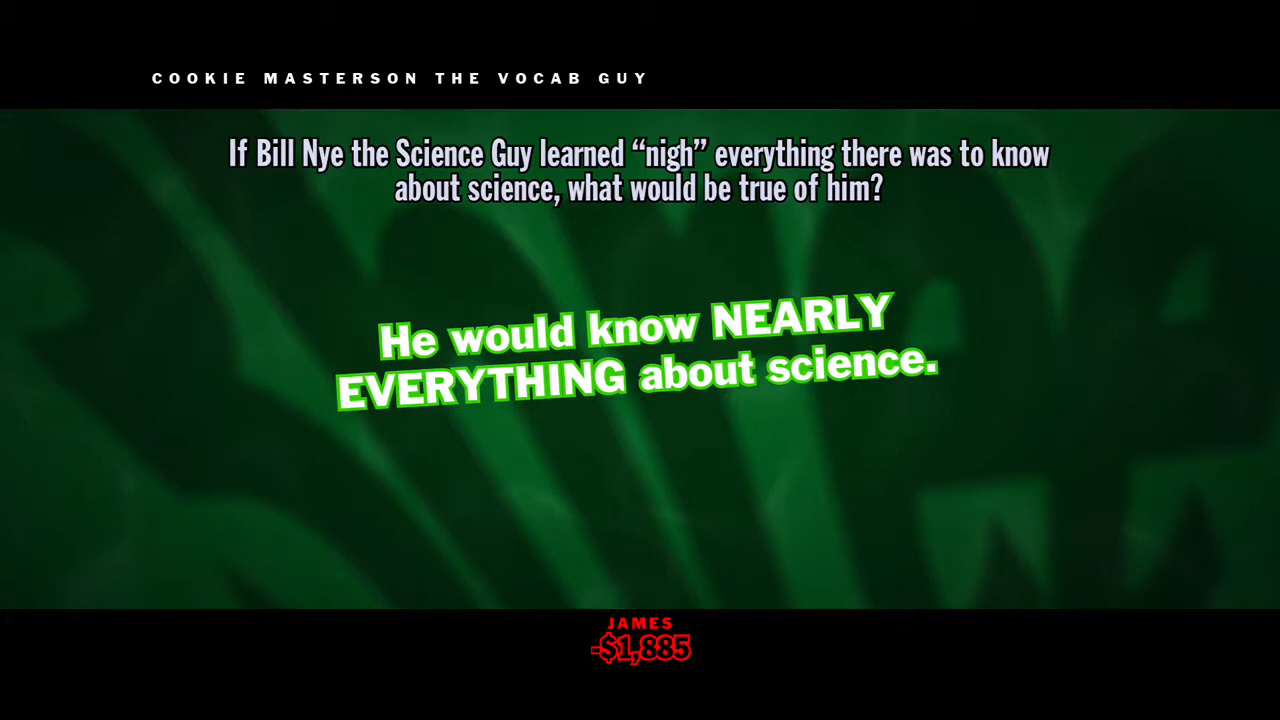 COOKIE MASTERSON THE VOCAB GUY
If Bill Nye the Science Guy learned “nigh” everything there was to know
about science, what would be true of him?
He would know NEARLY
EVERYTHING about science.
JAMES
-$1,885